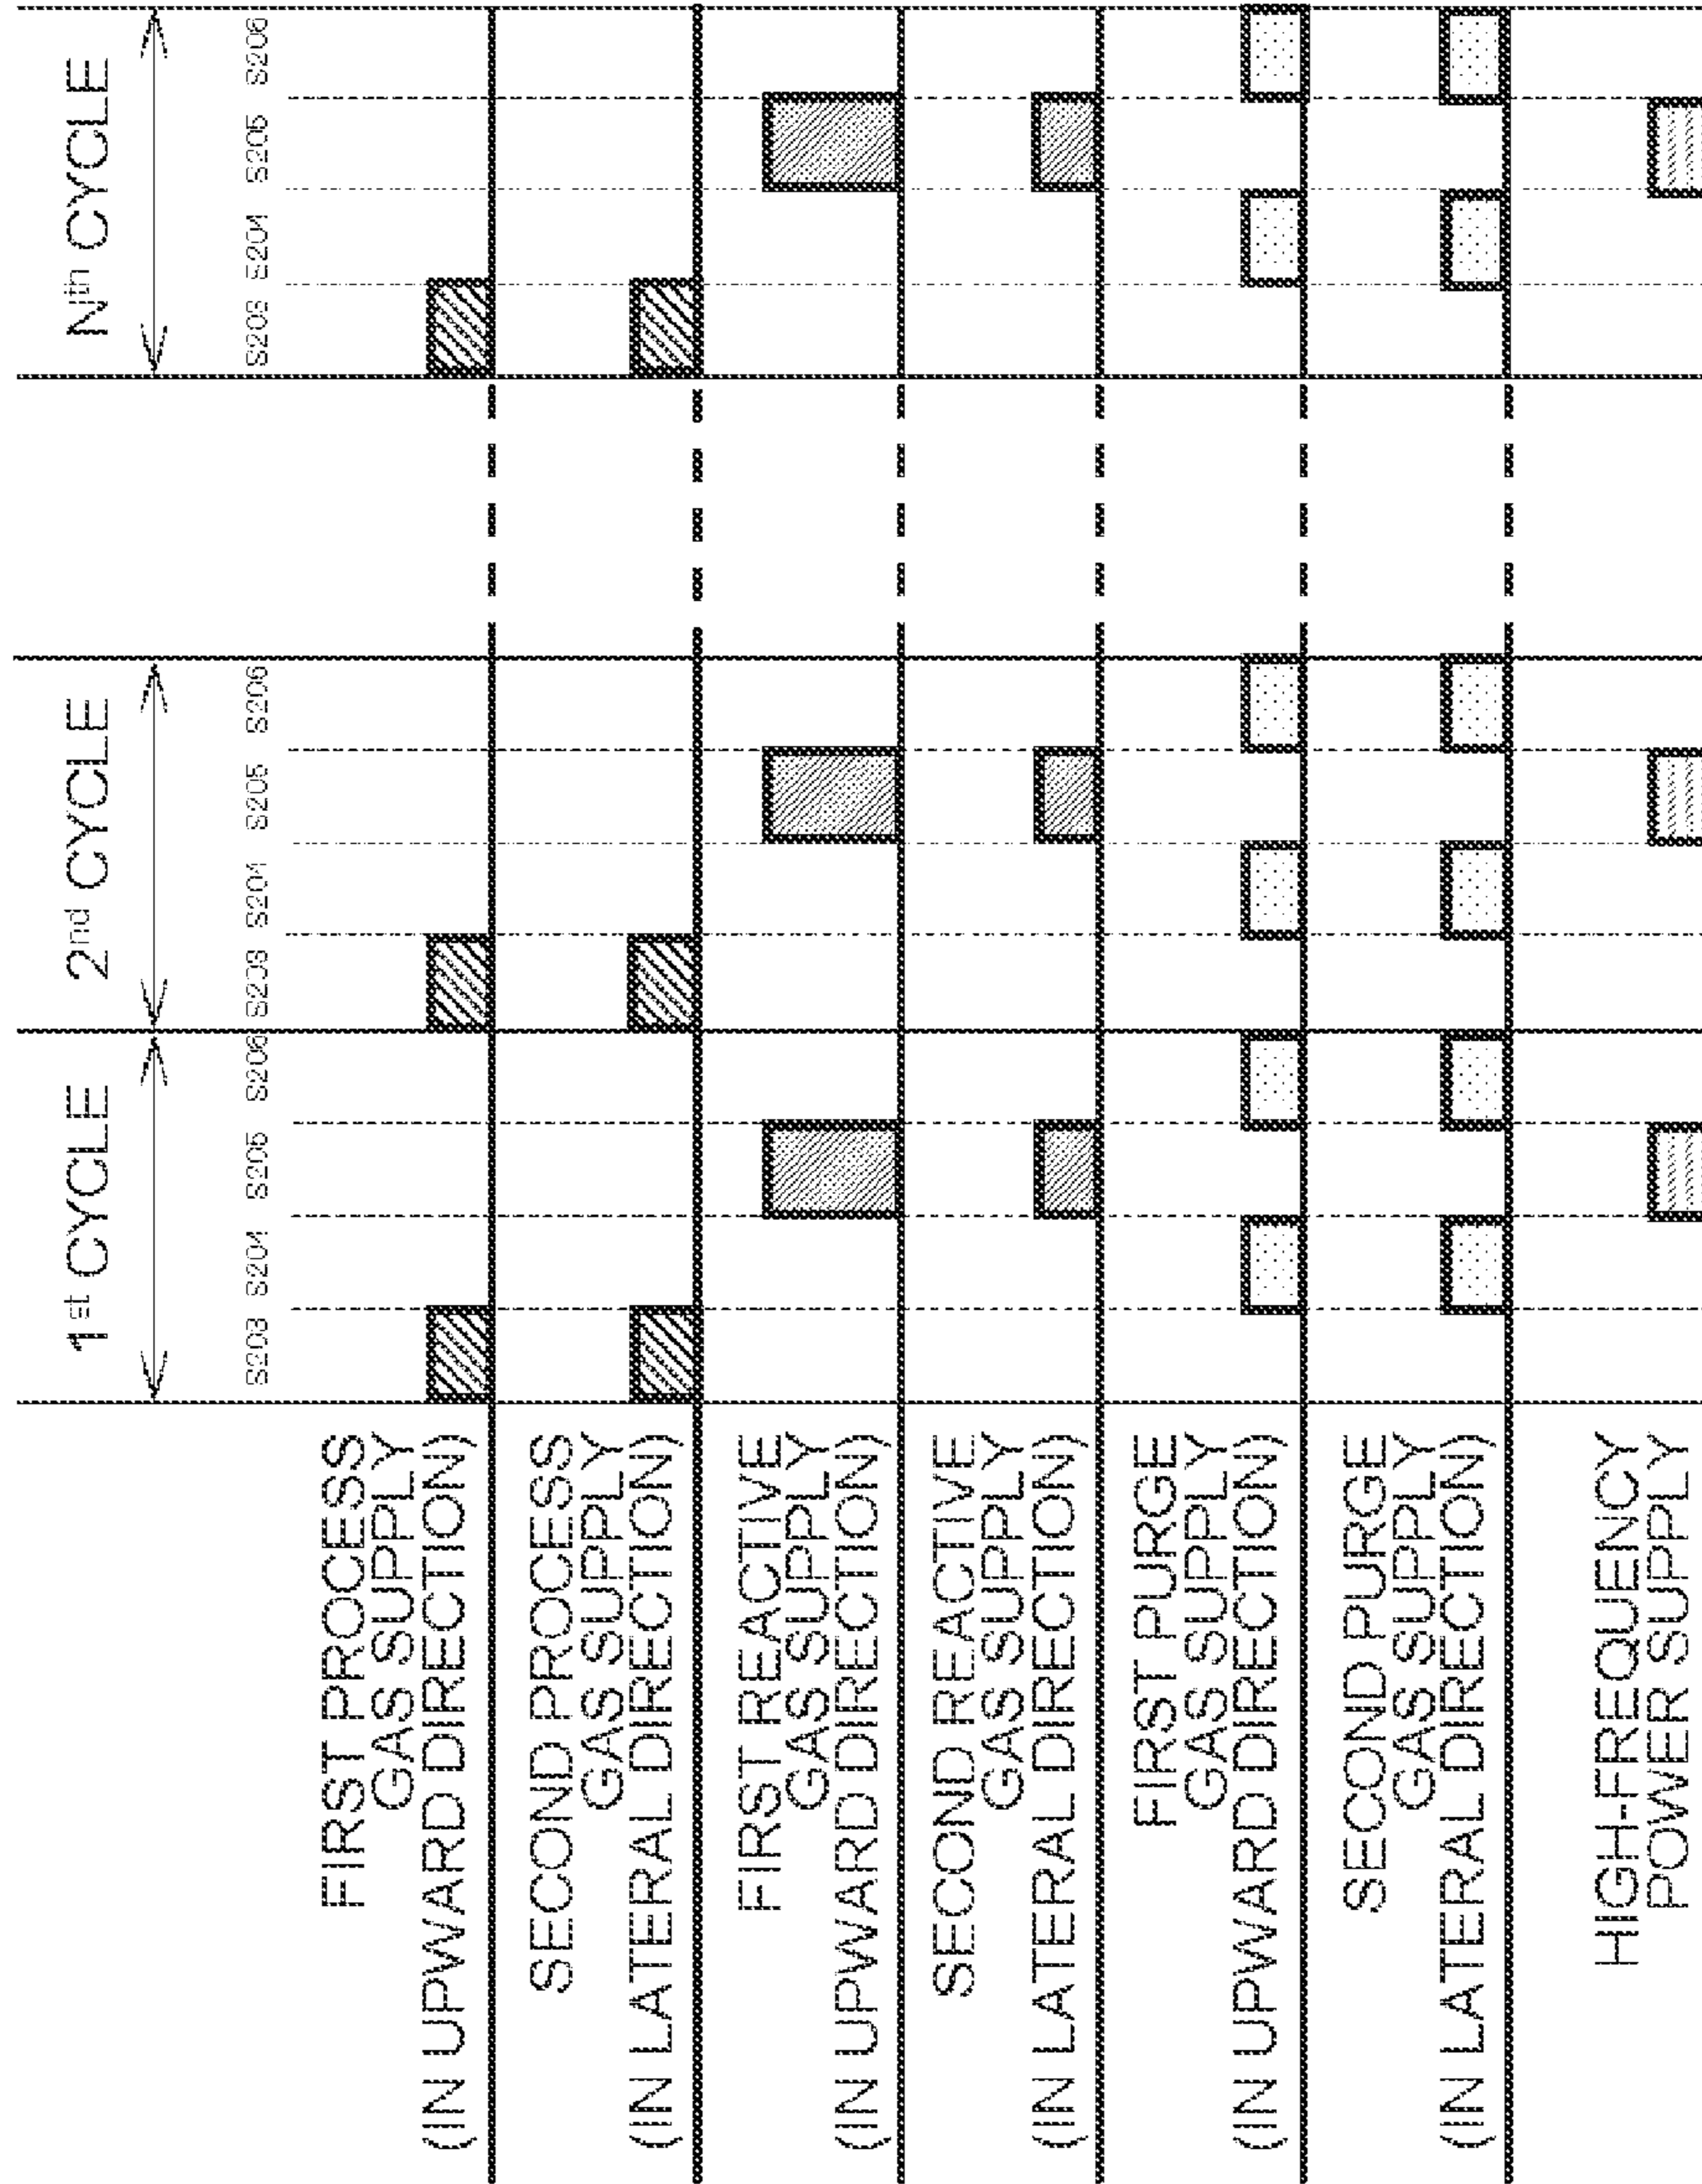 1st CYCLE
2nd CYCLE
Nth CYCLE
S203
S204
S205
S206
S203
S204
S205
S206
S203
S204
S205
S206
FIRST PROCESS
GAS SUPPLY
(IN UPWARD DIRECTION)
SECOND PROCESS
GAS SUPPLY
(IN LATERAL DIRECTION)
FIRST REACTIVE
GAS SUPPLY
(IN UPWARD DIRECTION)
SECOND REACTIVE
GAS SUPPLY
(IN LATERAL DIRECTION)
FIRST PURGE
GAS SUPPLY
(IN UPWARD DIRECTION)
SECOND PURGE
GAS SUPPLY
(IN LATERAL DIRECTION)
HIGH-FREQUENCY
POWER SUPPLY